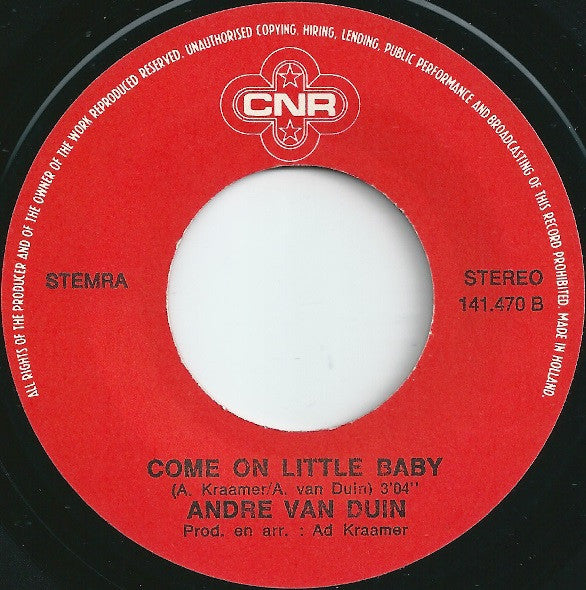 ALL RIGHTS OF THE PRODUCER AND OF THE OWNER OF THE WORK REPRODUCED RESERVED. UNAUTHORISED COPYING, HIRING, LENDING, PUBLIC PERFORMANCE AND BROADCASTING OF THIS RECORD PROHIBITED. MADE IN HOLLAND.
CNR
STEMRA
STEREO
141.470 B
COME ON LITTLE BABY
(A. Kraamer/A. van Duin) 3'04"
ANDRE VAN DUIN
Prod. en arr. : Ad Kraamer